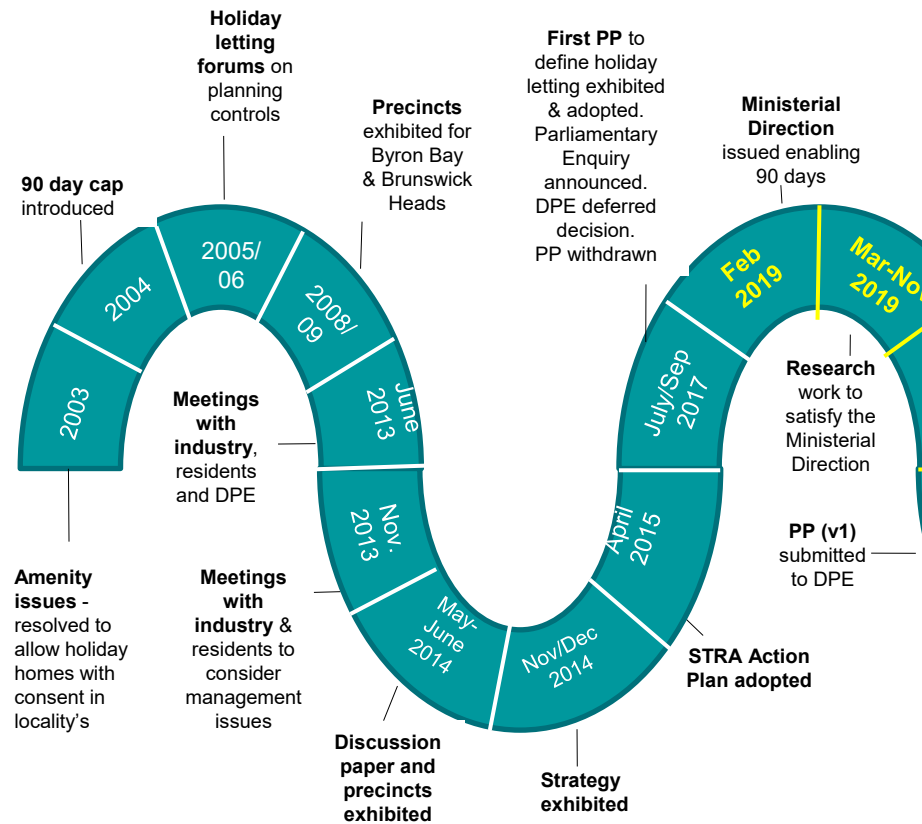 Amenity
issues -
resolved to
allow holiday
homes with
consent in
locality's
2003
90 day cap
introduced
2004
Holiday
letting
forums on
planning
controls
2005/
06
Precincts
exhibited for
Byron Bay
& Brunswick
Heads
2008/
09
Meetings
with
industry,
residents
and DPE
June
2013
Meetings
with
industry &
residents to
consider
management
issues
Nov.
2013
Discussion
paper and
precincts
exhibited
May-
June
2014
Strategy
exhibited
Nov/Dec
2014
STRA Action
Plan adopted
April
2015
First PP to
define holiday
letting exhibited
& adopted.
Parliamentary
Enquiry
announced.
DPE deferred
decision.
PP withdrawn
July/Sep
2017
Ministerial
Direction
issued enabling
90 days
Feb
2019
Research
work to
satisfy the
Ministerial
Direction
Mar-Nov
2019
PP (v1)
submitted
to DPE